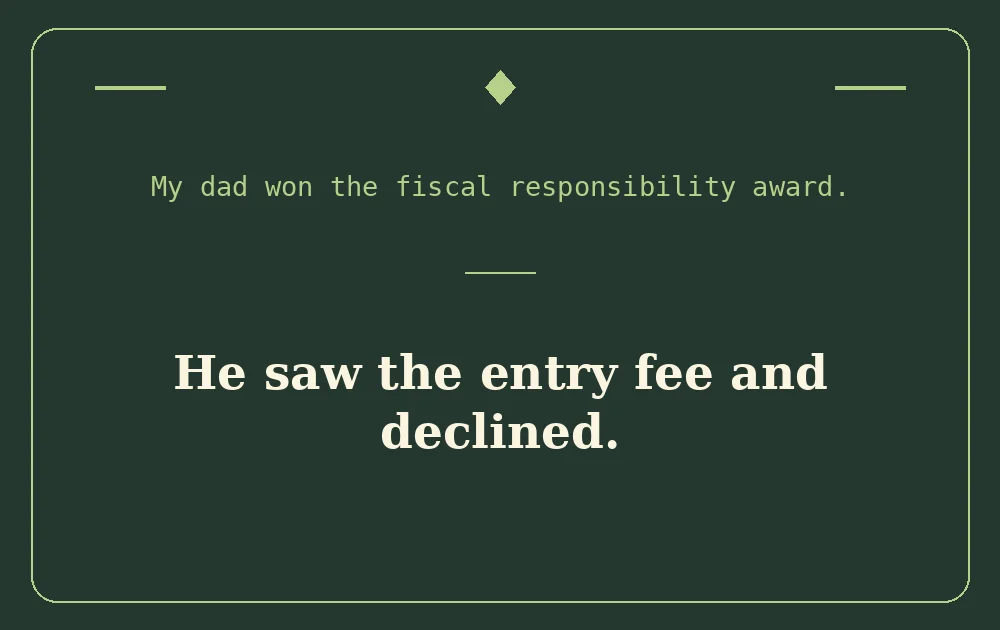 My dad won the fiscal responsibility award.
He saw the entry fee and
declined.